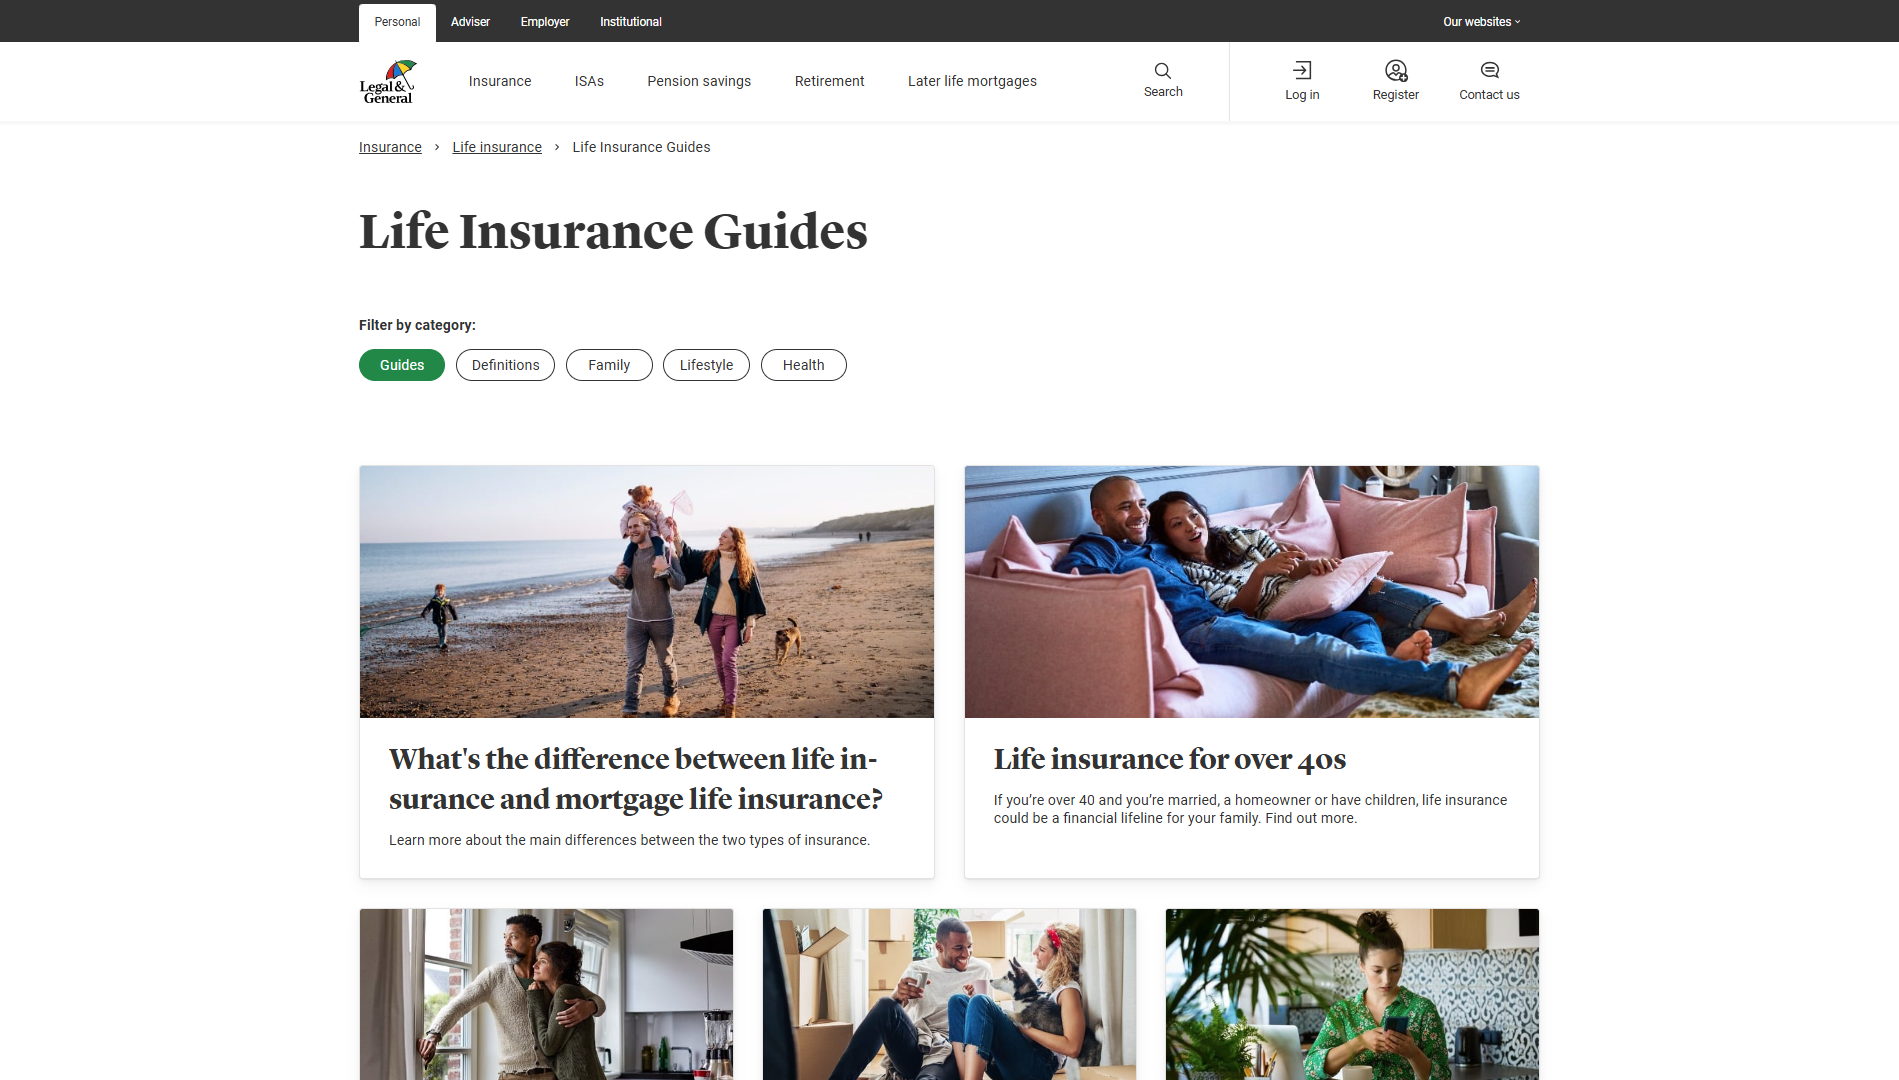 Personal
Adviser
Employer
Institutional
Our websites
Legal &
General
Insurance
ISAs
Pension savings
Retirement
Later life mortgages
Search
Log in
Register
Contact us
Insurance > Life insurance > Life Insurance Guides
Life Insurance Guides
Filter by category:
Guides
Definitions
Family
Lifestyle
Health
What's the difference between life in-
surance and mortgage life insurance?
Learn more about the main differences between the two types of insurance.
Life insurance for over 40s
If you’re over 40 and you’re married, a homeowner or have children, life insurance
could be a financial lifeline for your family. Find out more.